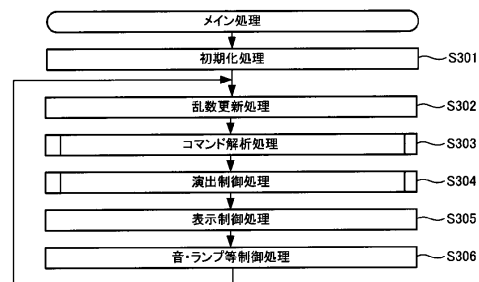 メイン処理
初期化処理 S301
乱数更新処理 S302
コマンド解析処理 S303
演出制御処理 S304
表示制御処理 S305
音・ランプ等制御処理 S306